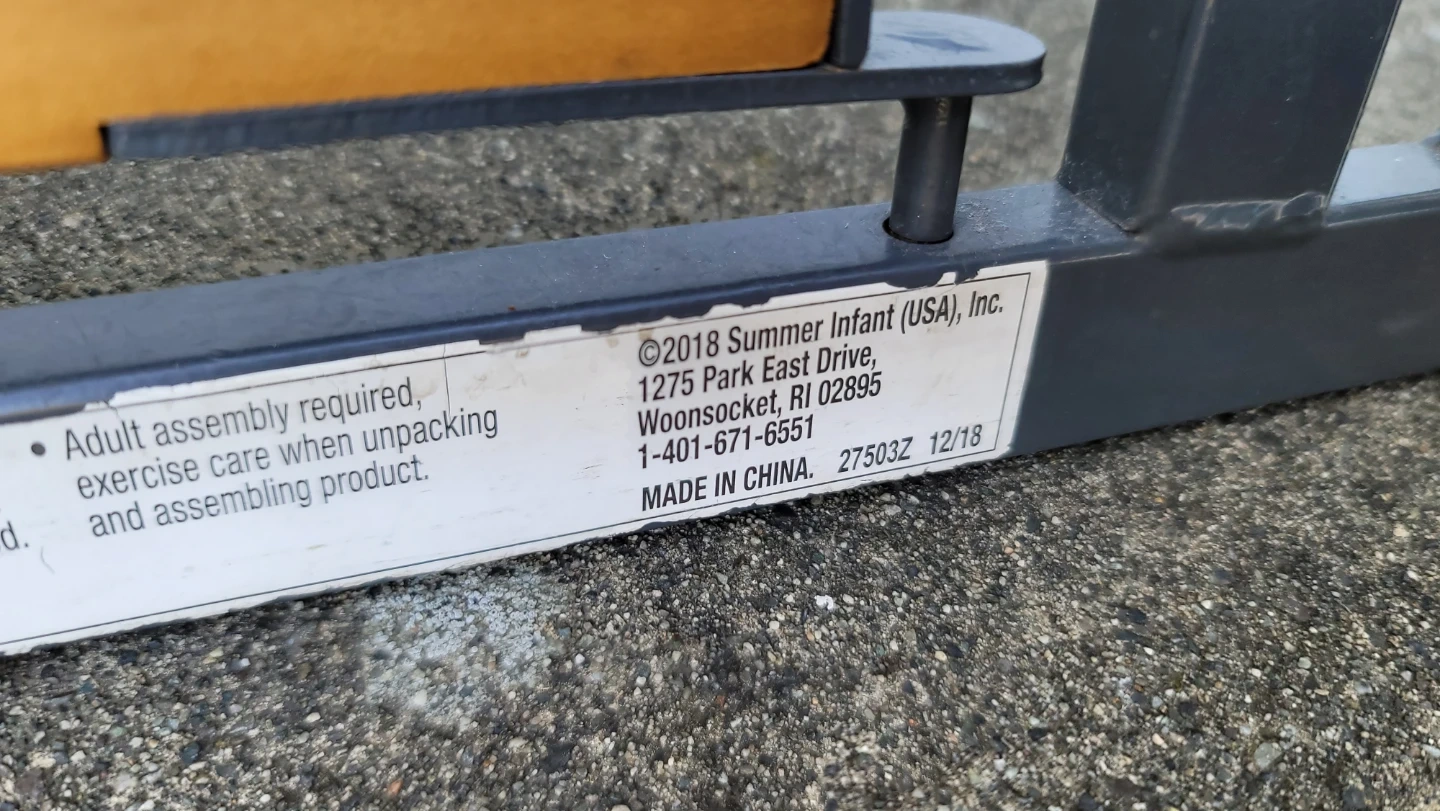 d.
• Adult assembly required,
exercise care when unpacking
and assembling product.
©2018 Summer Infant (USA), Inc.
1275 Park East Drive,
Woonsocket, RI 02895
1-401-671-6551
MADE IN CHINA. 27503Z 12/18